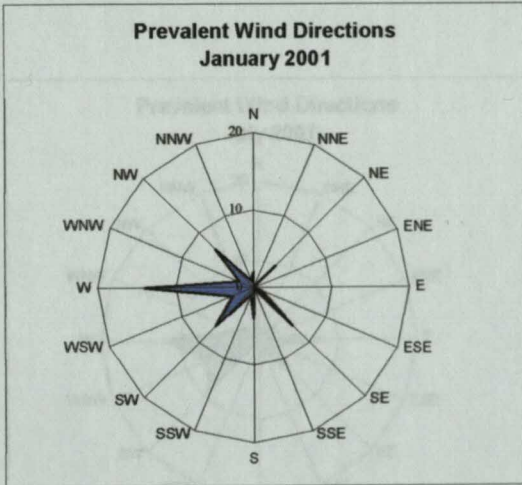 Prevalent Wind Directions
January 2001
N
NNE
NE
ENE
E
ESE
SE
SSE
S
SSW
SW
WSW
W
WNW
NW
NNW
20
10